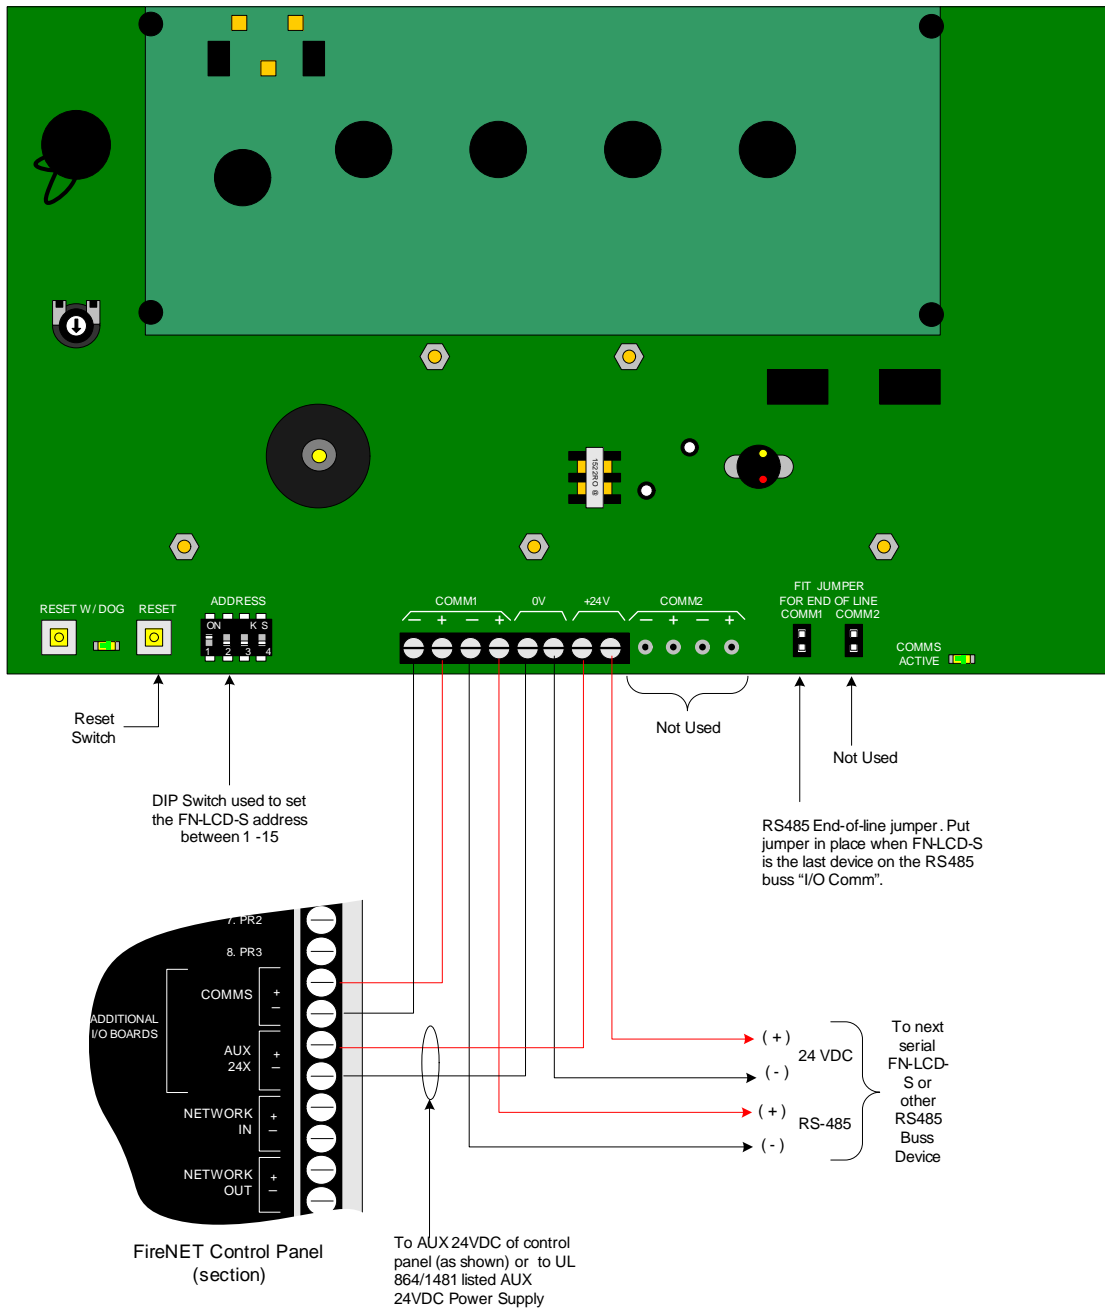 1522RO @
RESET W/ DOG
RESET
ADDRESS
ON
K S
1 2 3 4
COMM1
0V
+24V
COMM2
– + – +
– + – +
FIT JUMPER
FOR END OF LINE
COMM1 COMM2
COMMS
ACTIVE
Reset
Switch
DIP Switch used to set
the FN-LCD-S address
between 1 -15
Not Used
Not Used
RS485 End-of-line jumper. Put
jumper in place when FN-LCD-S
is the last device on the RS485
buss “I/O Comm”.
7. PR2
8. PR3
COMMS
+
–
ADDITIONAL
I/O BOARDS
AUX
24X
+
–
NETWORK
IN
+
–
NETWORK
OUT
+
–
FireNET Control Panel
(section)
To AUX 24VDC of control
panel (as shown) or to UL
864/1481 listed AUX
24VDC Power Supply
(+)
24 VDC
(-)
(+)
RS-485
(-)
To next
serial
FN-LCD-
S or
other
RS485
Buss
Device